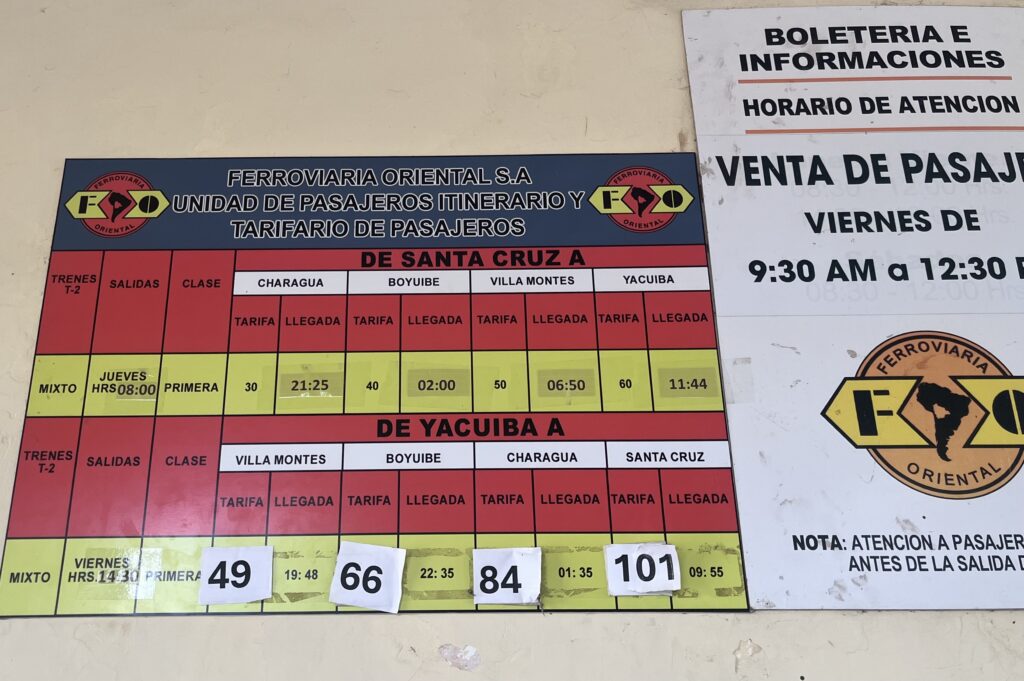 FERROVIARIA ORIENTAL S.A
UNIDAD DE PASAJEROS ITINERARIO Y
TARIFARIO DE PASAJEROS
FERROVIARIA
F O
ORIENTAL
FERROVIARIA
F O
ORIENTAL
DE SANTA CRUZ A
TRENES T-2 SALIDAS CLASE
CHARAGUA BOYUIBE VILLA MONTES YACUIBA
TARIFA LLEGADA TARIFA LLEGADA TARIFA LLEGADA TARIFA LLEGADA
MIXTO JUEVES HRS 08:00 PRIMERA 30 21:25 40 02:00 50 06:50 60 11:44
DE YACUIBA A
TRENES T-2 SALIDAS CLASE
VILLA MONTES BOYUIBE CHARAGUA SANTA CRUZ
TARIFA LLEGADA TARIFA LLEGADA TARIFA LLEGADA TARIFA LLEGADA
MIXTO VIERNES HRS.14:30 PRIMERA 49 19:48 66 22:35 84 01:35 101 09:55
BOLETERIA E
INFORMACIONES
HORARIO DE ATENCION
VENTA DE
VIERNES DE
9:30 AM a 12:30
FERROVIARIA
F O
ORIENTAL
NOTA: ATENCION A
ANTES DE LA SALIDA